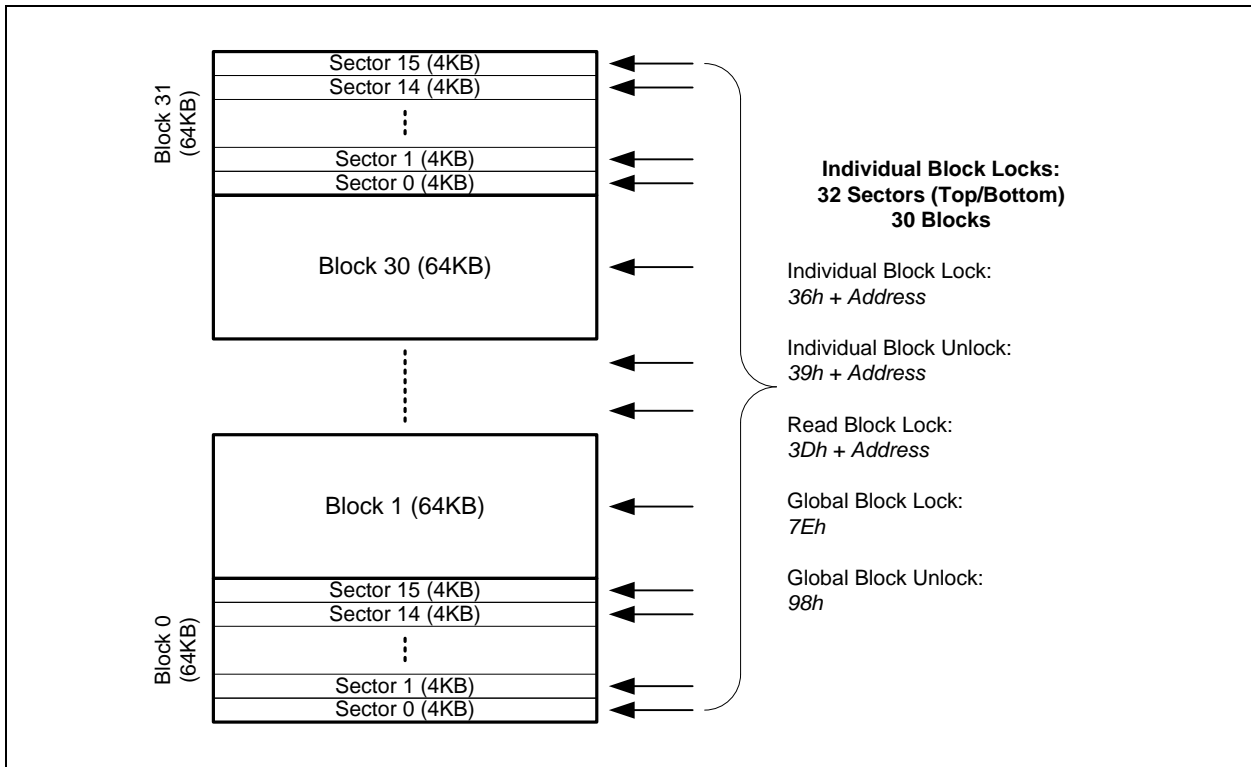 Block 31
(64KB)
Sector 15 (4KB)
Sector 14 (4KB)
Sector 1 (4KB)
Sector 0 (4KB)
Block 30 (64KB)
Block 1 (64KB)
Block 0
(64KB)
Sector 15 (4KB)
Sector 14 (4KB)
Sector 1 (4KB)
Sector 0 (4KB)
Individual Block Locks:
32 Sectors (Top/Bottom)
30 Blocks
Individual Block Lock:
36h + Address
Individual Block Unlock:
39h + Address
Read Block Lock:
3Dh + Address
Global Block Lock:
7Eh
Global Block Unlock:
98h